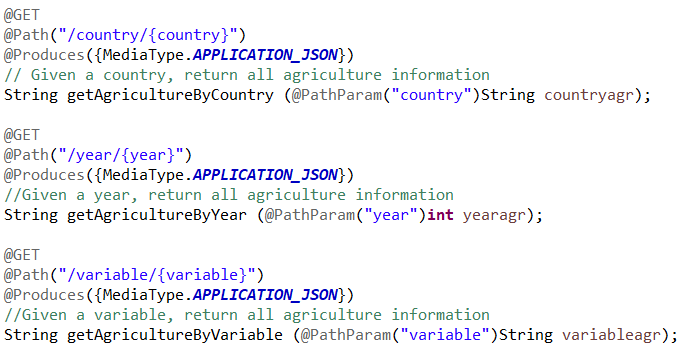 @GET
@Path("/country/{country}")
@Produces({MediaType.APPLICATION_JSON})
// Given a country, return all agriculture information
String getAgricultureByCountry (@PathParam("country")String countryagr);
@GET
@Path("/year/{year}")
@Produces({MediaType.APPLICATION_JSON})
//Given a year, return all agriculture information
String getAgricultureByYear (@PathParam("year")int yearagr);
@GET
@Path("/variable/{variable}")
@Produces({MediaType.APPLICATION_JSON})
//Given a variable, return all agriculture information
String getAgricultureByVariable (@PathParam("variable")String variableagr);